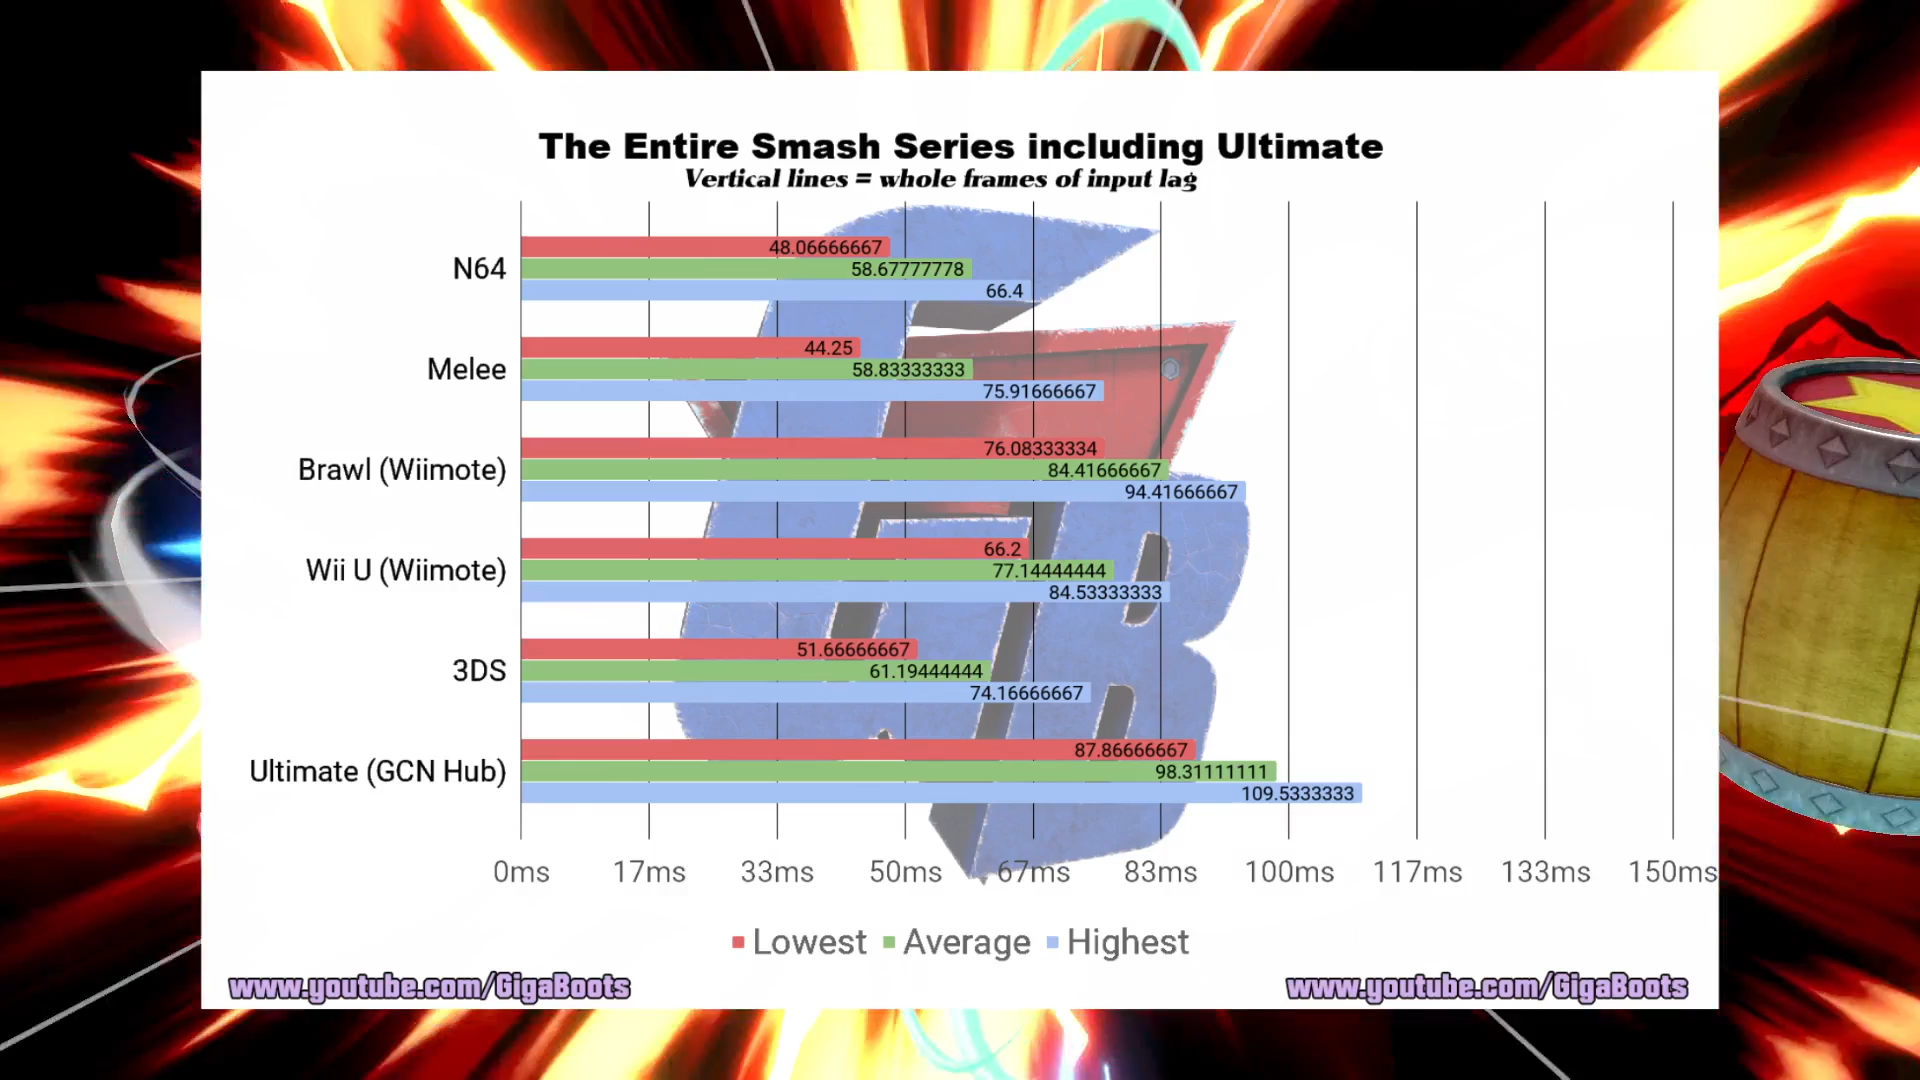 The Entire Smash Series including Ultimate
Vertical lines = whole frames of input lag
N64
48.06666667
58.67777778
66.4
Melee
44.25
58.83333333
75.91666667
Brawl (Wiimote)
76.08333334
84.41666667
94.41666667
Wii U (Wiimote)
66.2
77.14444444
84.53333333
3DS
51.66666667
61.19444444
74.16666667
Ultimate (GCN Hub)
87.86666667
98.31111111
109.5333333
0ms 17ms 33ms 50ms 67ms 83ms 100ms 117ms 133ms 150ms
Lowest Average Highest
www.youtube.com/GigaBoots www.youtube.com/GigaBoots